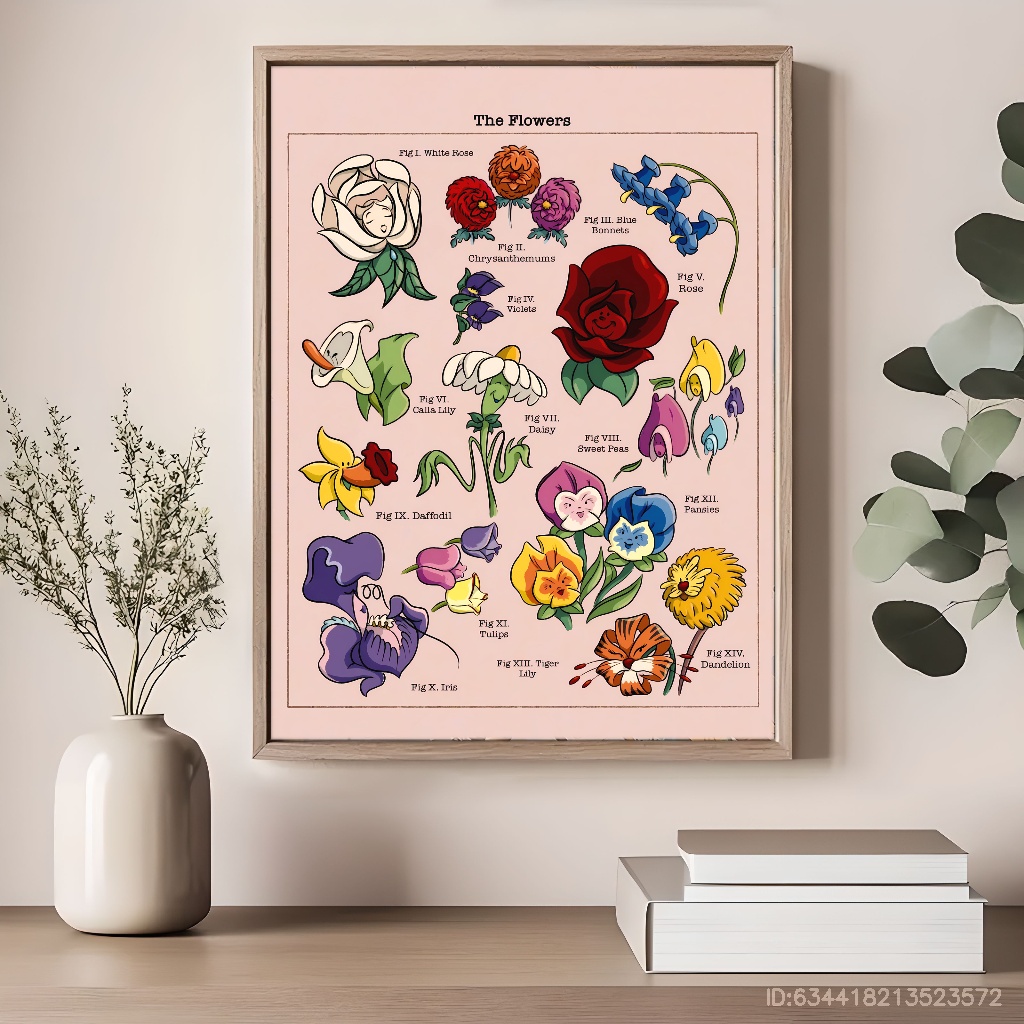 The Flowers
Fig I. White Rose
Fig II.
Chrysanthemums
Fig III. Blue
Bonnets
Fig IV.
Violets
Fig V.
Rose
Fig VI.
Calla Lily
Fig VII.
Daisy
Fig VIII.
Sweet Peas
Fig IX. Daffodil
Fig X. Iris
Fig XI.
Tulips
Fig XII.
Pansies
Fig XIII. Tiger
Lily
Fig XIV.
Dandelion
ID:634418213523572